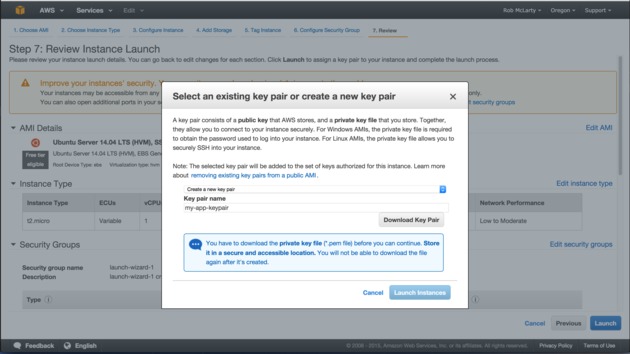 AWS Services Edit Rob McLarty Oregon Support
1. Choose AMI 2. Choose Instance Type 3. Configure Instance 4. Add Storage 5. Tag Instance 6. Configure Security Group 7. Review
Step 7: Review Instance Launch
Please review your instance launch details. You can go back to edit changes for each section. Click Launch to assign a key pair to your instance and complete the launch process.
Improve your instances' security.
Your instances may be accessible from any
You can also open additional ports in your
security groups
Select an existing key pair or create a new key pair
A key pair consists of a public key that AWS stores, and a private key file that you store. Together,
they allow you to connect to your instance securely. For Windows AMIs, the private key file is required
to obtain the password used to log into your instance. For Linux AMIs, the private key file allows you to
securely SSH into your instance.
Note: The selected key pair will be added to the set of keys authorized for this instance. Learn more
about removing existing key pairs from a public AMI.
Create a new key pair
Key pair name
my-app-keypair
Download Key Pair
You have to download the private key file (*.pem file) before you can continue. Store
it in a secure and accessible location. You will not be able to download the file
again after it's created.
Cancel Launch Instances
AMI Details Edit AMI
Ubuntu Server 14.04 LTS (HVM), SS
Free tier
eligible
Ubuntu Server 14.04 LTS (HVM), EBS Gene
Root Device Type: ebs Virtualization type: hvm
Instance Type Edit instance type
Instance Type ECUs vCPUs Network Performance
t2.micro Variable 1 Low to Moderate
Security Groups Edit security groups
Security group name launch-wizard-1
Description launch-wizard-1 cr
Type
Cancel Previous Launch
Feedback English © 2008 - 2015, Amazon Web Services, Inc. or its affiliates. All rights reserved. Privacy Policy Terms of Use